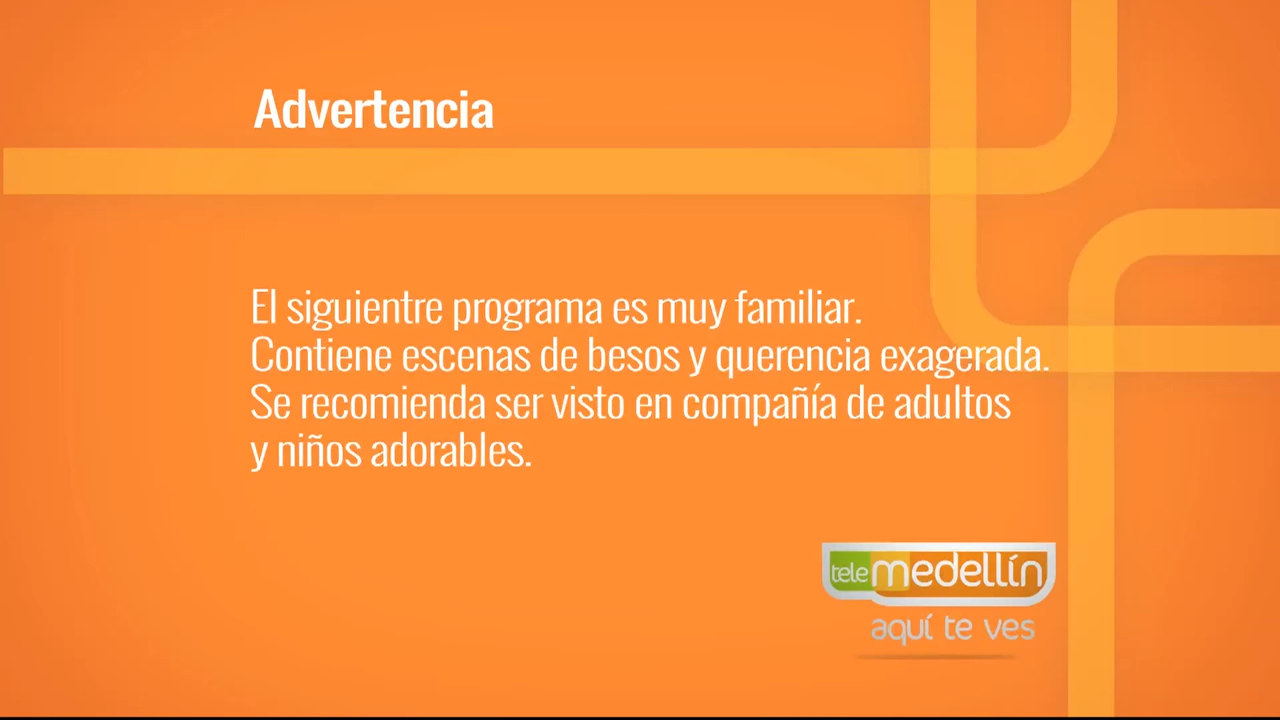 Advertencia
El siguientre programa es muy familiar.
Contiene escenas de besos y querencia exagerada.
Se recomienda ser visto en compañía de adultos
y niños adorables.
telemedellín
aquí te ves